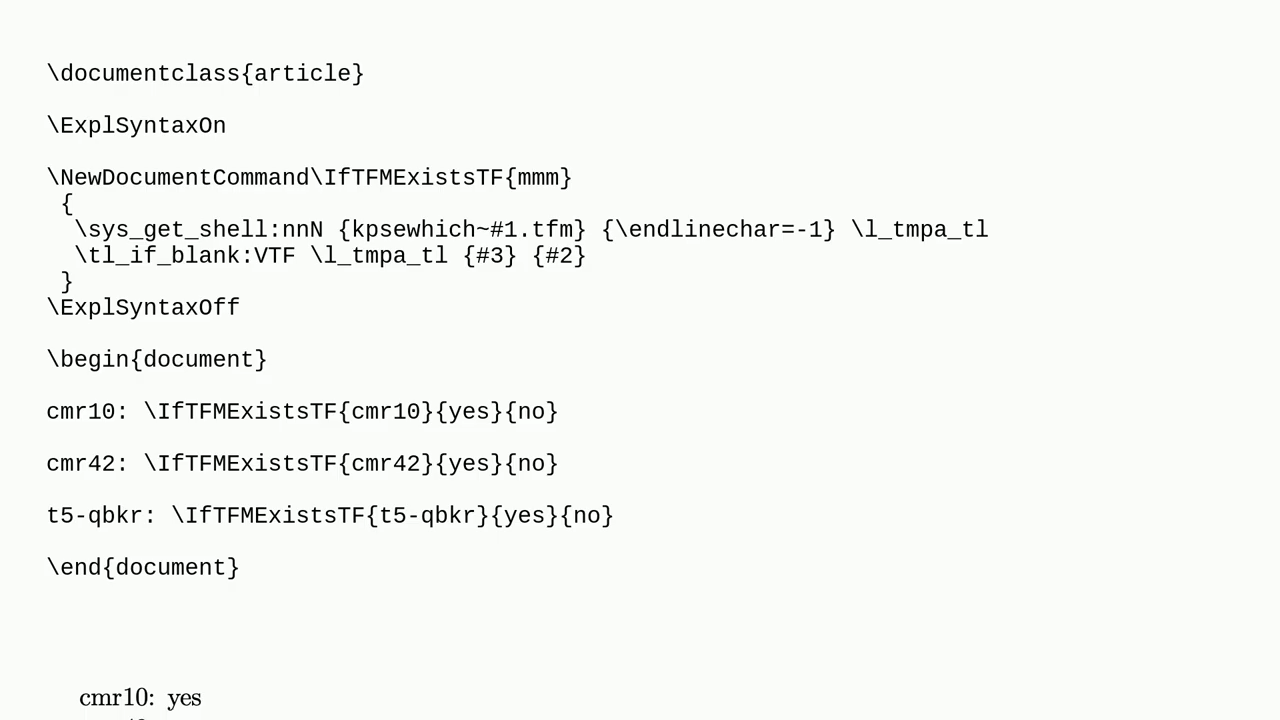 \documentclass{article}
\ExplSyntaxOn
\NewDocumentCommand\IfTFMExistsTF{mmm}
{
\sys_get_shell:nnN {kpsewhich~#1.tfm} {\endlinechar=-1} \l_tmpa_tl
\tl_if_blank:VTF \l_tmpa_tl {#3} {#2}
}
\ExplSyntaxOff
\begin{document}
cmr10: \IfTFMExistsTF{cmr10}{yes}{no}
cmr42: \IfTFMExistsTF{cmr42}{yes}{no}
t5-qbkr: \IfTFMExistsTF{t5-qbkr}{yes}{no}
\end{document}
cmr10: yes